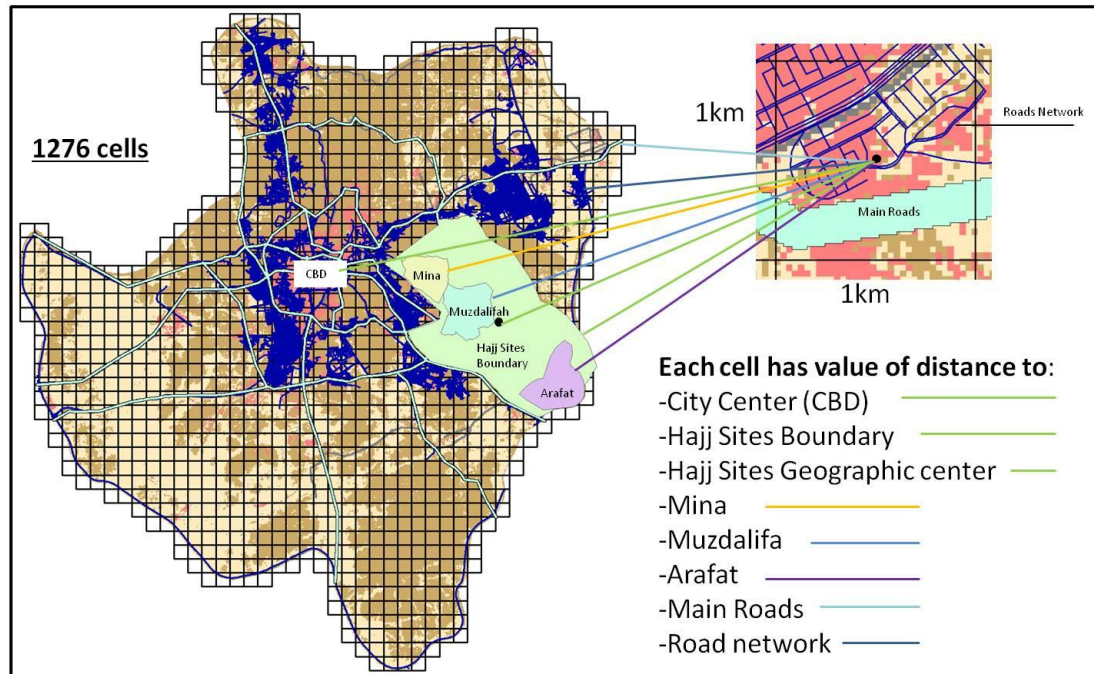 1276 cells
CBD
Mina
Muzdalifah
Hajj Sites
Boundary
Arafat
1km
Roads Network
Main Roads
1km
Each cell has value of distance to:
-City Center (CBD)
-Hajj Sites Boundary
-Hajj Sites Geographic center
-Mina
-Muzdalifa
-Arafat
-Main Roads
-Road network